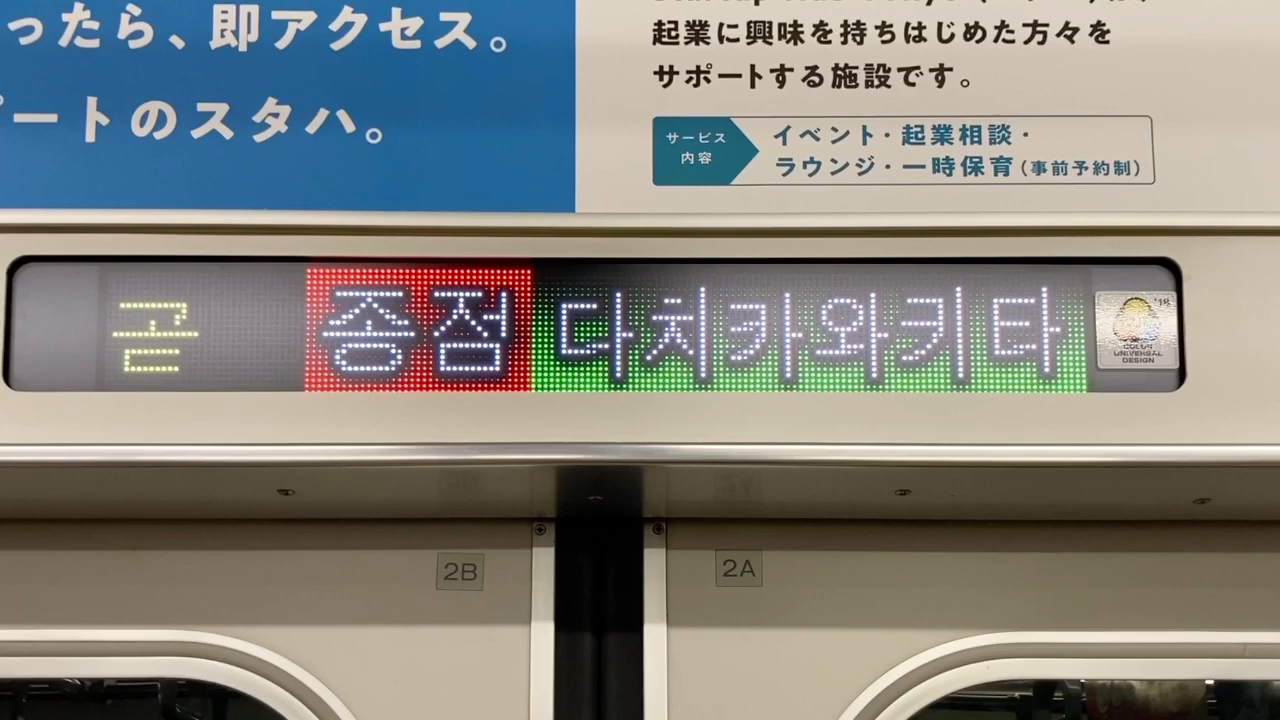 ったら、即アクセス。
ートのスタハ。
起業に興味を持ちはじめた方々を
サポートする施設です。
サービス
内容
イベント・起業相談・
ラウンジ・一時保育(事前予約制)
곧 종점 다치카와키타
'18
COLOR
UNIVERSAL
DESIGN
2B
2A